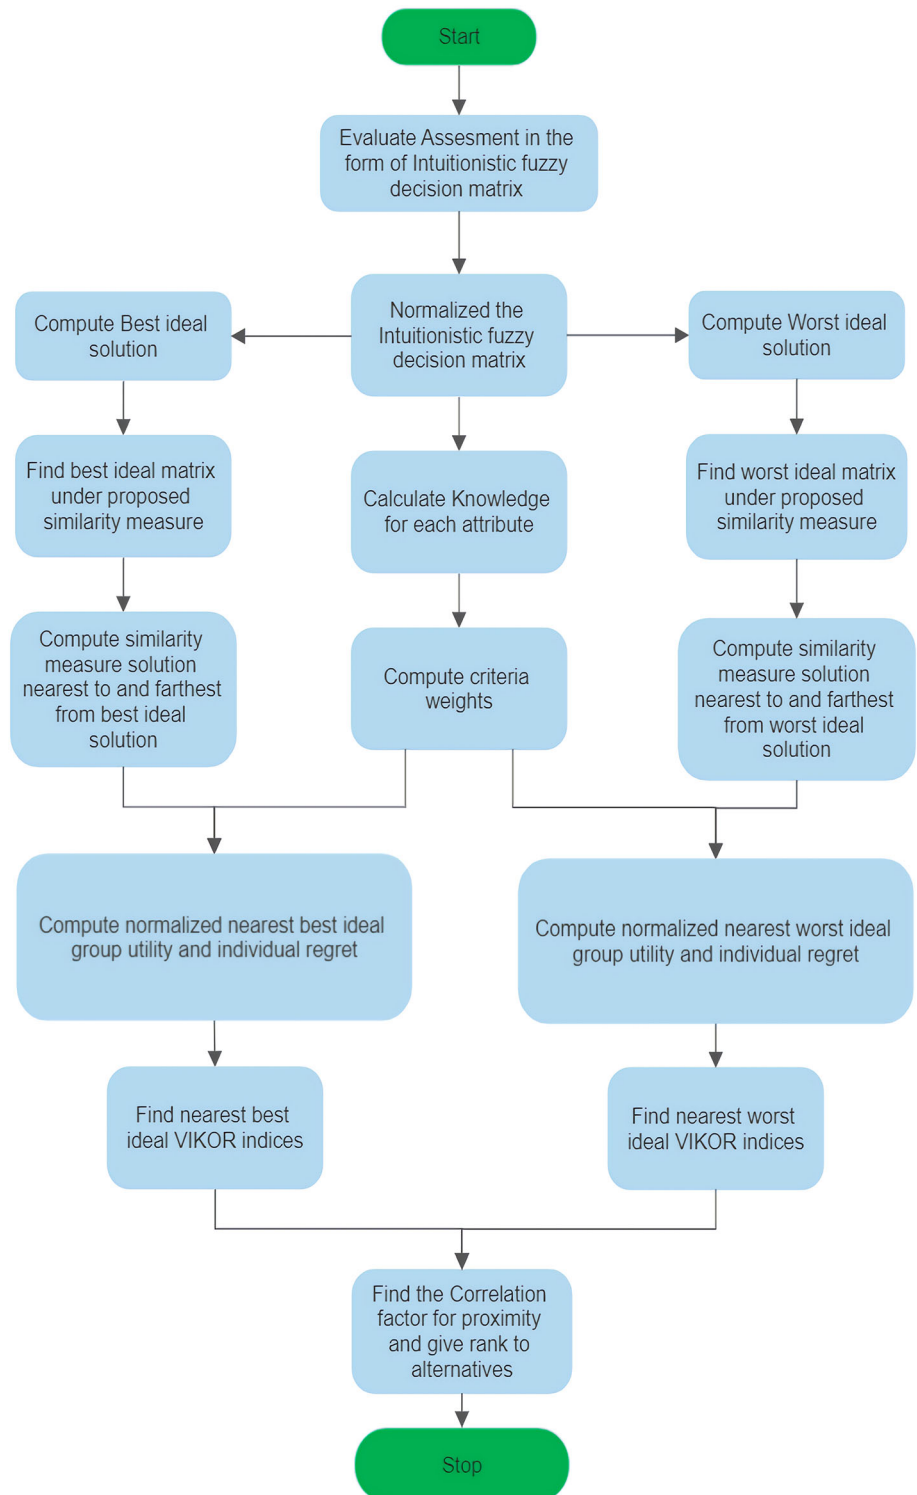 Start
Evaluate Assesment in the
form of Intuitionistic fuzzy
decision matrix
Normalized the
Intuitionistic fuzzy
decision matrix
Compute Best ideal
solution
Compute Worst ideal
solution
Find best ideal matrix
under proposed
similarity measure
Calculate Knowledge
for each attribute
Find worst ideal matrix
under proposed
similarity measure
Compute similarity
measure solution
nearest to and farthest
from best ideal
solution
Compute criteria
weights
Compute similarity
measure solution
nearest to and farthest
from worst ideal
solution
Compute normalized nearest best ideal
group utility and individual regret
Compute normalized nearest worst ideal
group utility and individual regret
Find nearest best
ideal VIKOR indices
Find nearest worst
ideal VIKOR indices
Find the Correlation
factor for proximity
and give rank to
alternatives
Stop